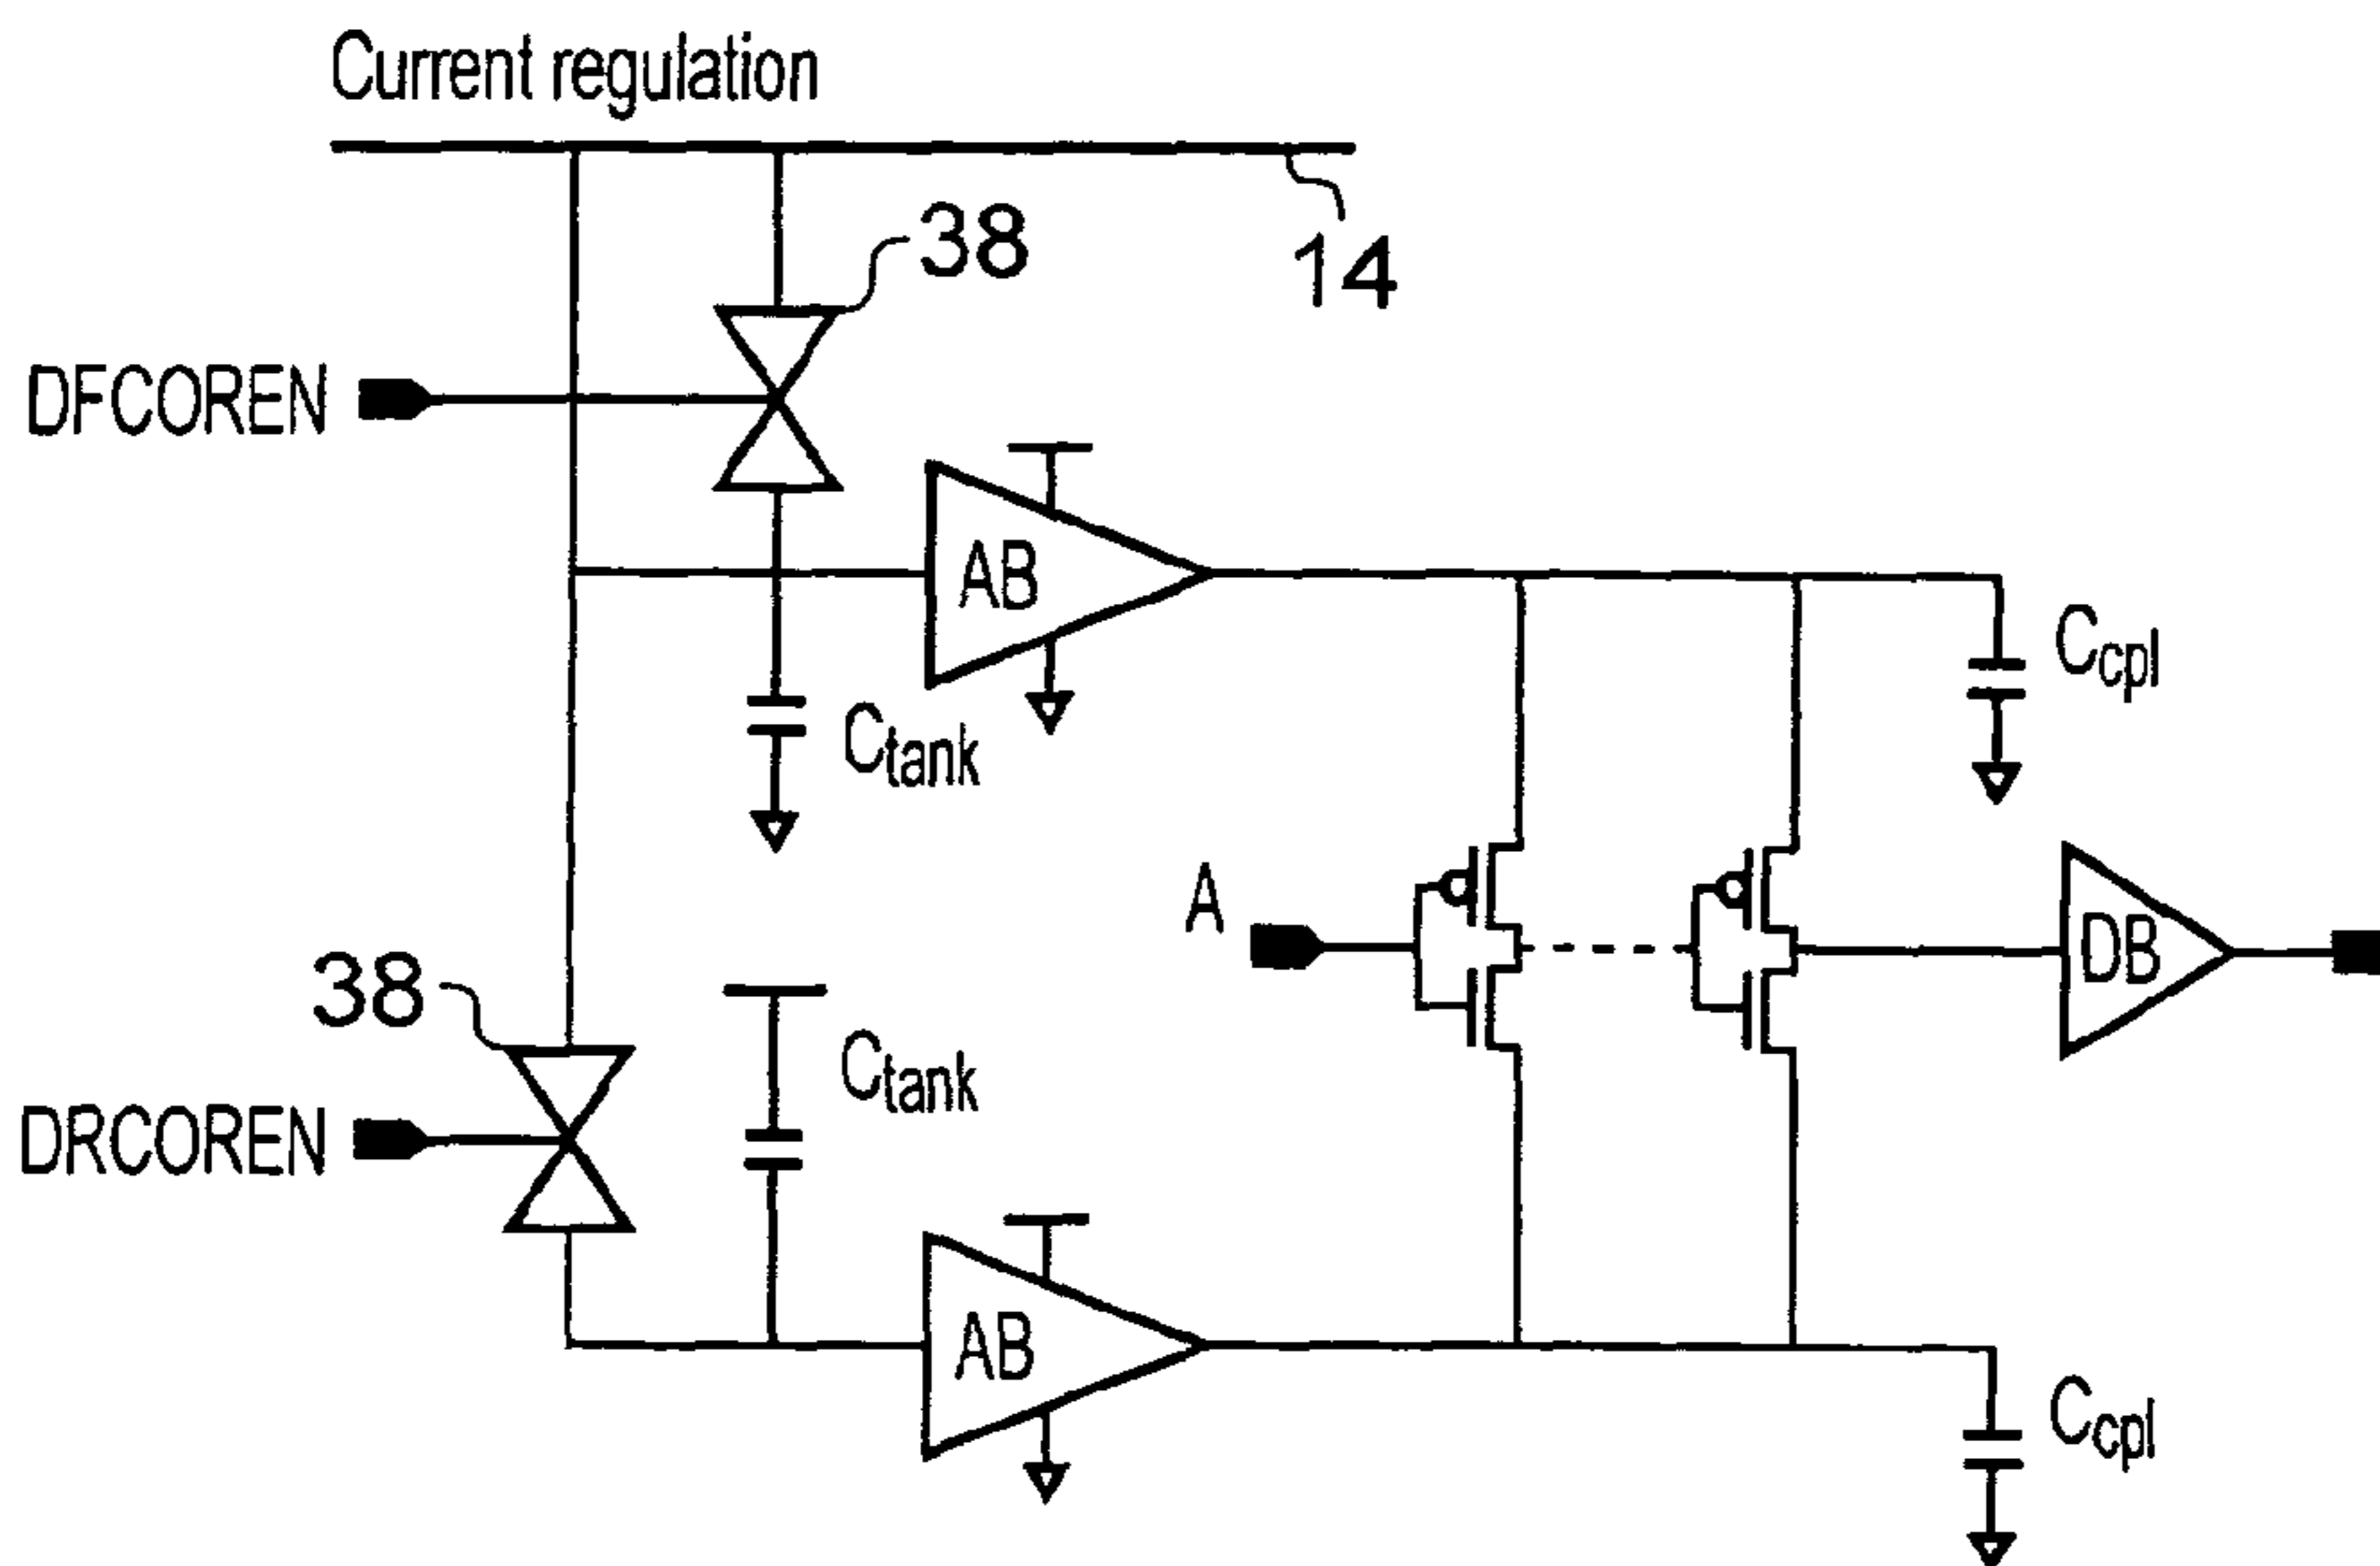 Current regulation
38
14
DFCOREN
AB
Ccpl
Ctank
A
DB
38
Ctank
DRCOREN
AB
Ccpl